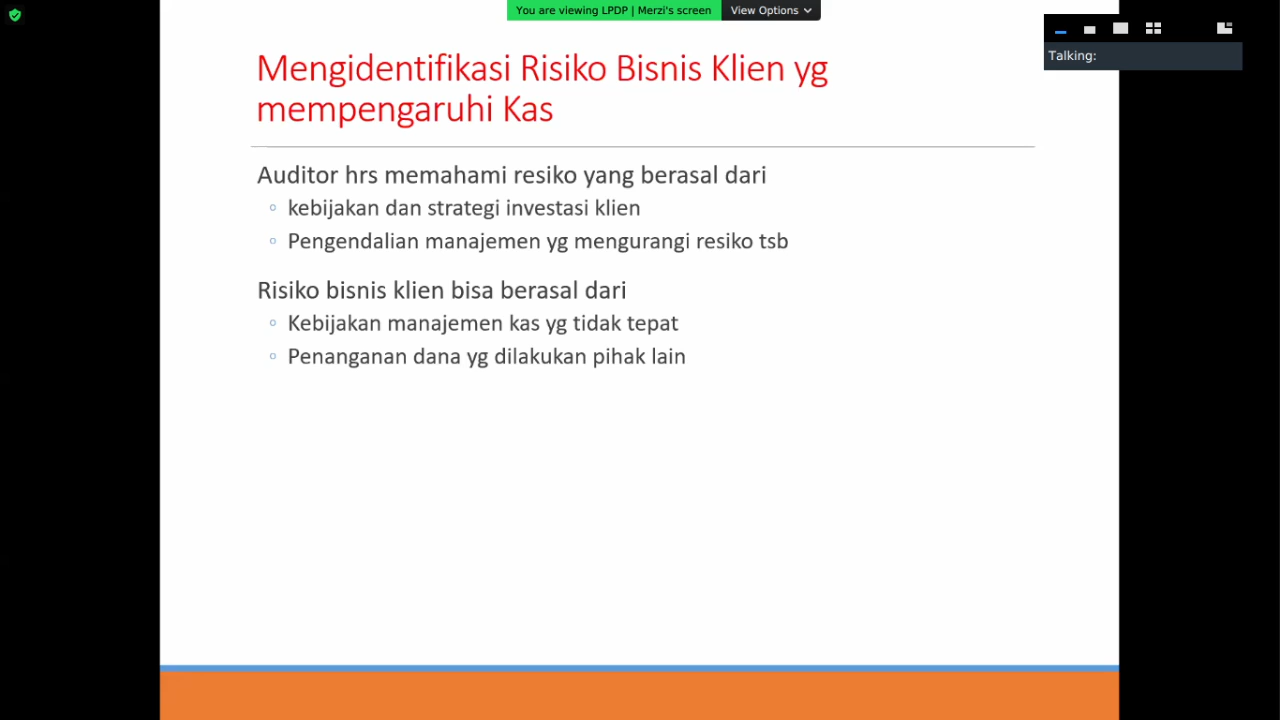 You are viewing LPDP | Merzi's screen
View Options
Talking:
Mengidentifikasi Risiko Bisnis Klien yg
mempengaruhi Kas
Auditor hrs memahami resiko yang berasal dari
kebijakan dan strategi investasi klien
Pengendalian manajemen yg mengurangi resiko tsb
Risiko bisnis klien bisa berasal dari
Kebijakan manajemen kas yg tidak tepat
Penanganan dana yg dilakukan pihak lain